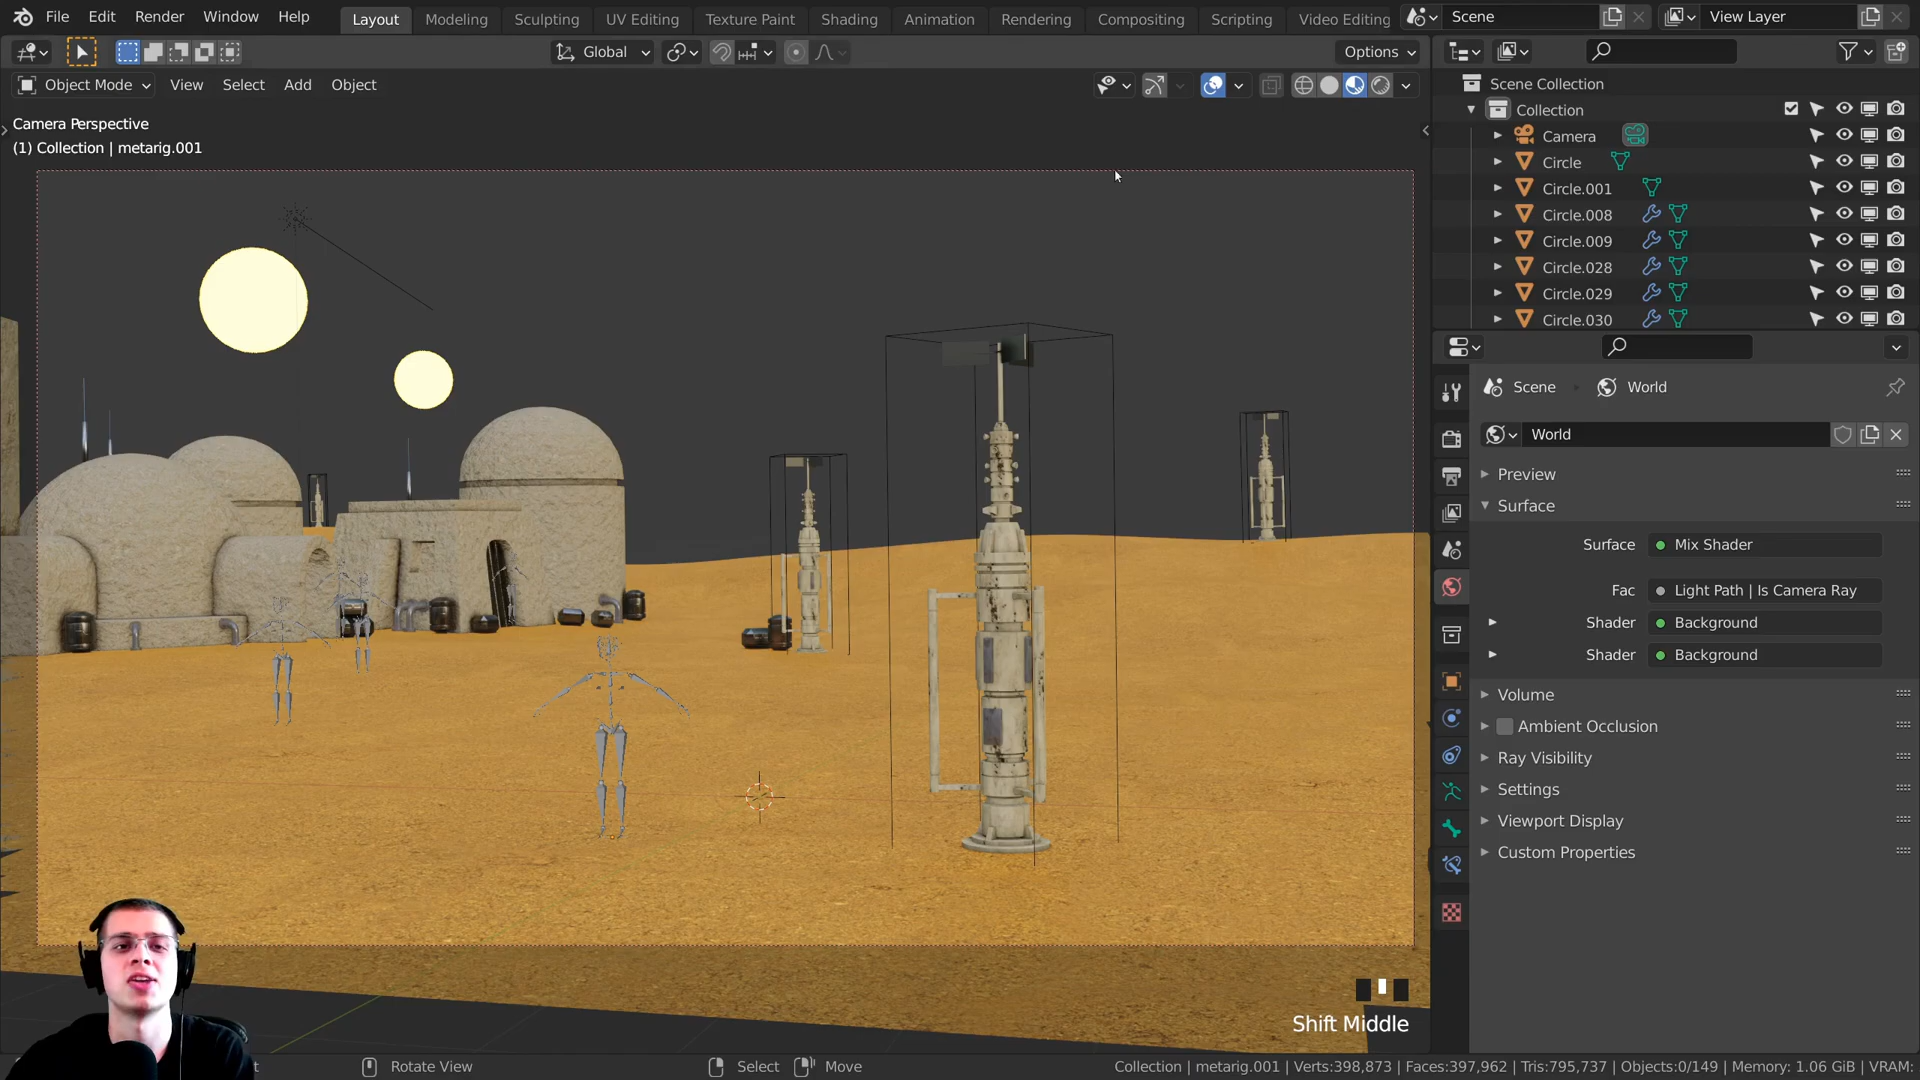 File Edit Render Window Help
Layout Modeling Sculpting UV Editing Texture Paint Shading Animation Rendering Compositing Scripting Video Editing
Scene
View Layer
Global
Options
Object Mode View Select Add Object
Camera Perspective
(1) Collection | metarig.001
Scene Collection
Collection
Camera
Circle
Circle.001
Circle.008
Circle.009
Circle.028
Circle.029
Circle.030
Scene World
World
Preview
Surface
Surface Mix Shader
Fac Light Path | Is Camera Ray
Shader Background
Shader Background
Volume
Ambient Occlusion
Ray Visibility
Settings
Viewport Display
Custom Properties
Shift Middle
Rotate View
Select
Move
Collection | metarig.001 | Verts:398,873 | Faces:397,962 | Tris:795,737 | Objects:0/149 | Memory: 1.06 GiB | VRAM: